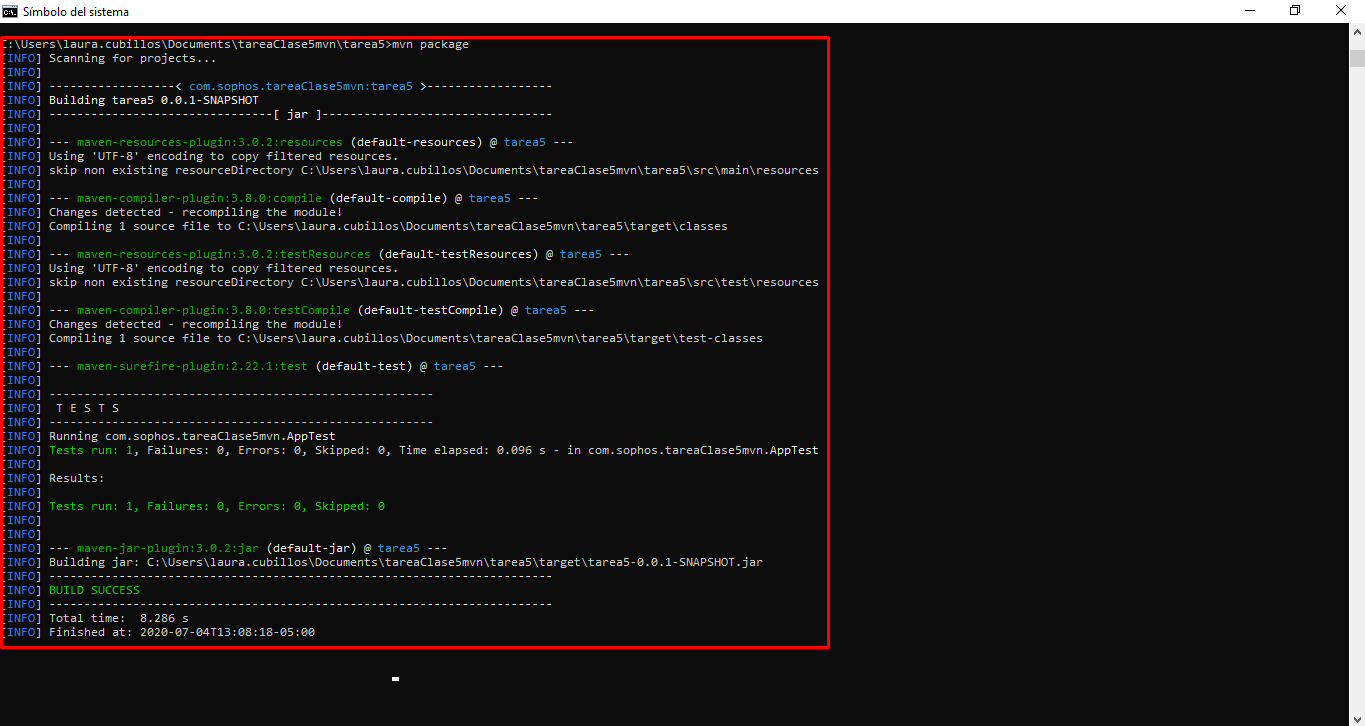 Símbolo del sistema
C:\Users\laura.cubillos\Documents\tareaClase5mvn\tarea5>mvn package
[INFO] Scanning for projects...
[INFO]
[INFO] ------------------< com.sophos.tareaClase5mvn:tarea5 >------------------
[INFO] Building tarea5 0.0.1-SNAPSHOT
[INFO] --------------------------------[ jar ]---------------------------------
[INFO]
[INFO] --- maven-resources-plugin:3.0.2:resources (default-resources) @ tarea5 ---
[INFO] Using 'UTF-8' encoding to copy filtered resources.
[INFO] skip non existing resourceDirectory C:\Users\laura.cubillos\Documents\tareaClase5mvn\tarea5\src\main\resources
[INFO]
[INFO] --- maven-compiler-plugin:3.8.0:compile (default-compile) @ tarea5 ---
[INFO] Changes detected - recompiling the module!
[INFO] Compiling 1 source file to C:\Users\laura.cubillos\Documents\tareaClase5mvn\tarea5\target\classes
[INFO]
[INFO] --- maven-resources-plugin:3.0.2:testResources (default-testResources) @ tarea5 ---
[INFO] Using 'UTF-8' encoding to copy filtered resources.
[INFO] skip non existing resourceDirectory C:\Users\laura.cubillos\Documents\tareaClase5mvn\tarea5\src\test\resources
[INFO]
[INFO] --- maven-compiler-plugin:3.8.0:testCompile (default-testCompile) @ tarea5 ---
[INFO] Changes detected - recompiling the module!
[INFO] Compiling 1 source file to C:\Users\laura.cubillos\Documents\tareaClase5mvn\tarea5\target\test-classes
[INFO]
[INFO] --- maven-surefire-plugin:2.22.1:test (default-test) @ tarea5 ---
[INFO]
[INFO] -------------------------------------------------------
[INFO]  T E S T S
[INFO] -------------------------------------------------------
[INFO] Running com.sophos.tareaClase5mvn.AppTest
[INFO] Tests run: 1, Failures: 0, Errors: 0, Skipped: 0, Time elapsed: 0.096 s - in com.sophos.tareaClase5mvn.AppTest
[INFO]
[INFO] Results:
[INFO]
[INFO] Tests run: 1, Failures: 0, Errors: 0, Skipped: 0
[INFO]
[INFO]
[INFO] --- maven-jar-plugin:3.0.2:jar (default-jar) @ tarea5 ---
[INFO] Building jar: C:\Users\laura.cubillos\Documents\tareaClase5mvn\tarea5\target\tarea5-0.0.1-SNAPSHOT.jar
[INFO] ------------------------------------------------------------------------
[INFO] BUILD SUCCESS
[INFO] ------------------------------------------------------------------------
[INFO] Total time:  8.286 s
[INFO] Finished at: 2020-07-04T13:08:18-05:00